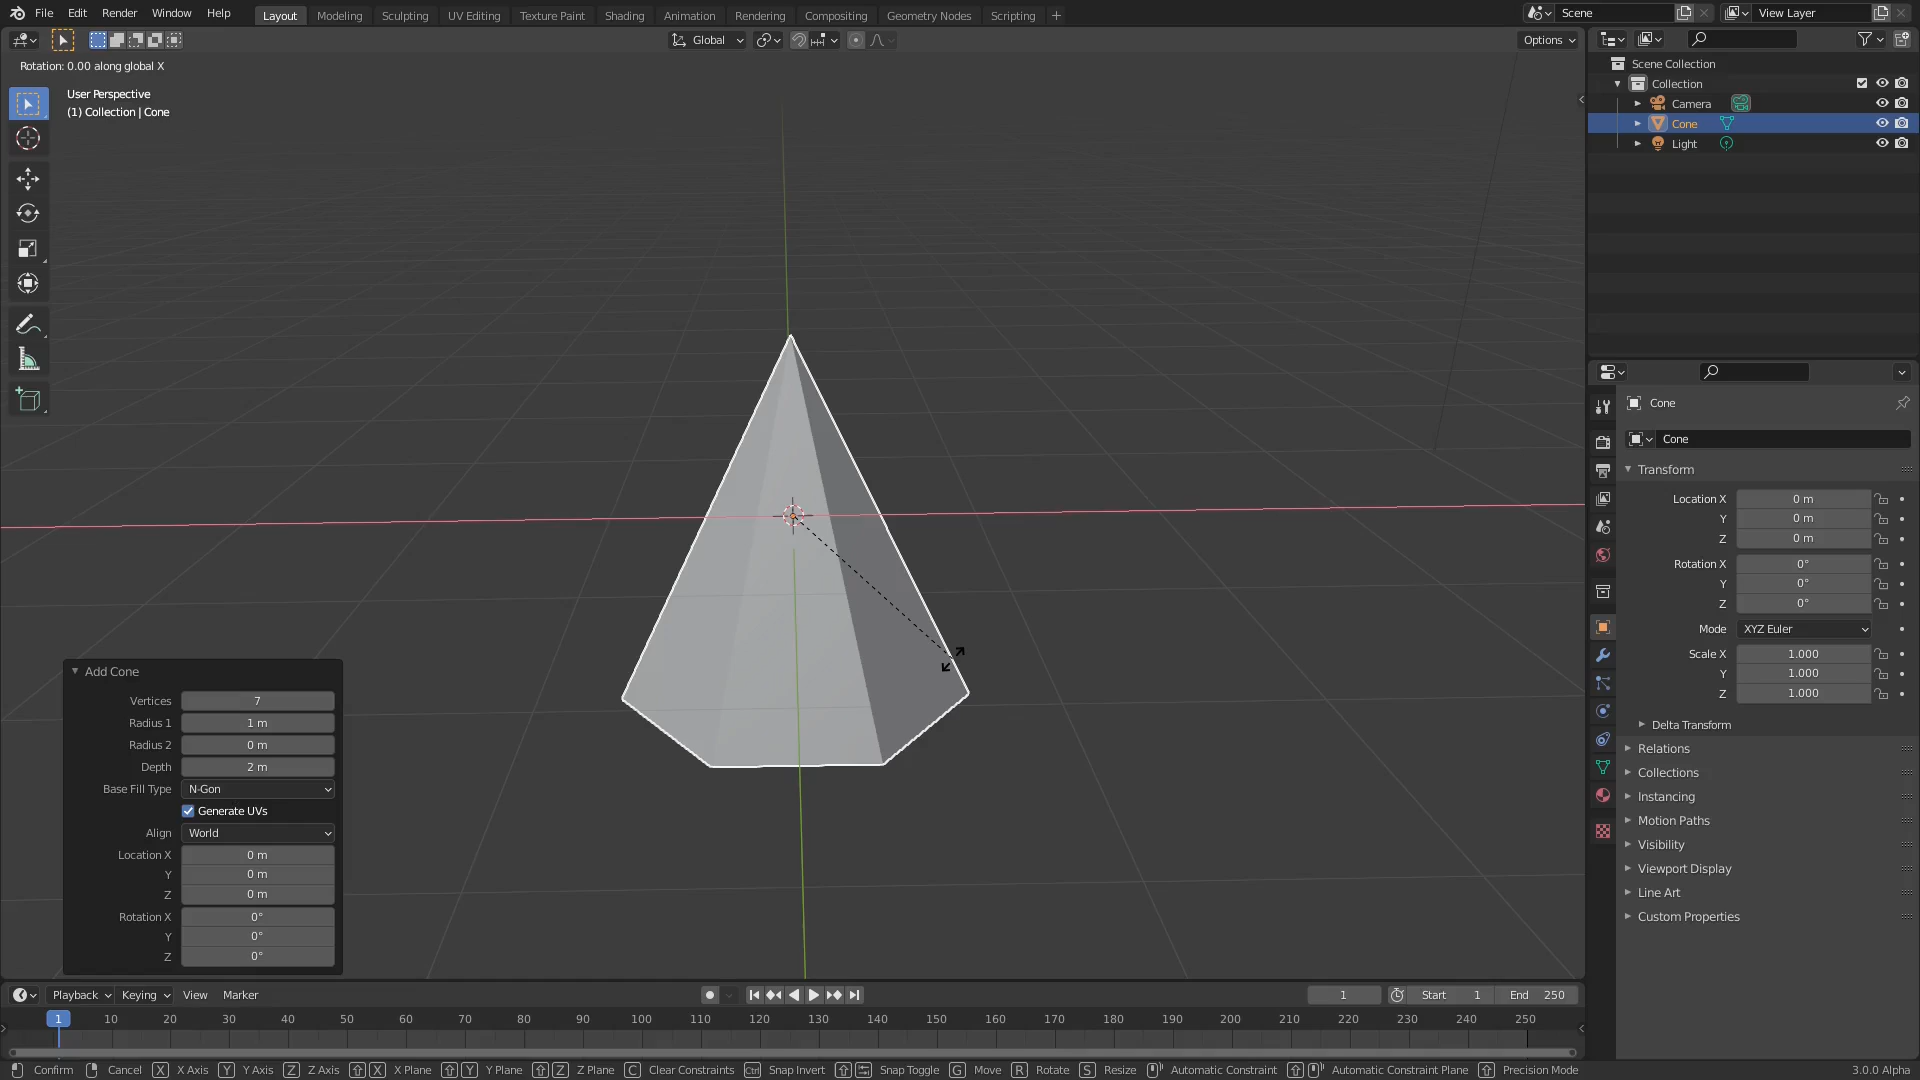 File Edit Render Window Help Layout Modeling Sculpting UV Editing Texture Paint Shading Animation Rendering Compositing Geometry Nodes Scripting + Scene View Layer
Global Options
Rotation: 0.00 along global X
User Perspective
(1) Collection | Cone
Scene Collection
Collection
Camera
Cone
Light
Cone
Cone
Transform
Location X 0 m
Y 0 m
Z 0 m
Rotation X 0°
Y 0°
Z 0°
Mode XYZ Euler
Scale X 1.000
Y 1.000
Z 1.000
Delta Transform
Relations
Collections
Instancing
Motion Paths
Visibility
Viewport Display
Line Art
Custom Properties
Add Cone
Vertices 7
Radius 1 1 m
Radius 2 0 m
Depth 2 m
Base Fill Type N-Gon
Generate UVs
Align World
Location X 0 m
Y 0 m
Z 0 m
Rotation X 0°
Y 0°
Z 0°
Playback Keying View Marker 1 Start 1 End 250
1 10 20 30 40 50 60 70 80 90 100 110 120 130 140 150 160 170 180 190 200 210 220 230 240 250
Confirm Cancel X X Axis Y Y Axis Z Z Axis X X Plane Y Y Plane Z Z Plane C Clear Constraints Ctrl Snap Invert Snap Toggle G Move R Rotate S Resize Automatic Constraint Automatic Constraint Plane Precision Mode 3.0.0 Alpha